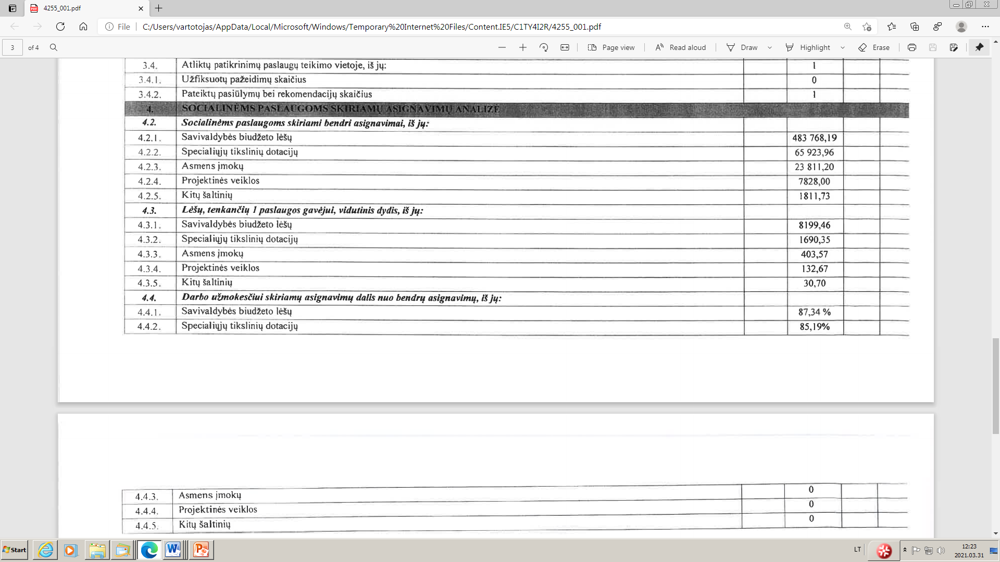 4255_001.pdf
File C:/Users/vartotojas/AppData/Local/Microsoft/Windows/Temporary%20Internet%20Files/Content.IE5/C1TY4I2R/4255_001.pdf
3 of 4 Page view Read aloud Draw Highlight Erase
3.4. Atliktų patikrinimų paslaugų teikimo vietoje, iš jų: 1
3.4.1. Užfiksuotų pažeidimų skaičius 0
3.4.2. Pateiktų pasiūlymų bei rekomendacijų skaičius 1
4. SOCIALINĖMS PASLAUGOMS SKIRIAMŲ ASIGNAVIMŲ ANALIZĖ
4.2. Socialinėms paslaugoms skiriami bendri asignavimai, iš jų:
4.2.1. Savivaldybės biudžeto lėšų 483 768,19
4.2.2. Specialiųjų tikslinių dotacijų 65 923,96
4.2.3. Asmens įmokų 23 811,20
4.2.4. Projektinės veiklos 7828,00
4.2.5. Kitų šaltinių 1811,73
4.3. Lėšų, tenkančių 1 paslaugos gavėjui, vidutinis dydis, iš jų:
4.3.1. Savivaldybės biudžeto lėšų 8199,46
4.3.2. Specialiųjų tikslinių dotacijų 1690,35
4.3.3. Asmens įmokų 403,57
4.3.4. Projektinės veiklos 132,67
4.3.5. Kitų šaltinių 30,70
4.4. Darbo užmokesčiui skiriamų asignavimų dalis nuo bendrų asignavimų, iš jų:
4.4.1. Savivaldybės biudžeto lėšų 87,34 %
4.4.2. Specialiųjų tikslinių dotacijų 85,19%
4.4.3. Asmens įmokų 0
4.4.4. Projektinės veiklos 0
4.4.5. Kitų šaltinių 0
Start LT 12:23
2021.03.31